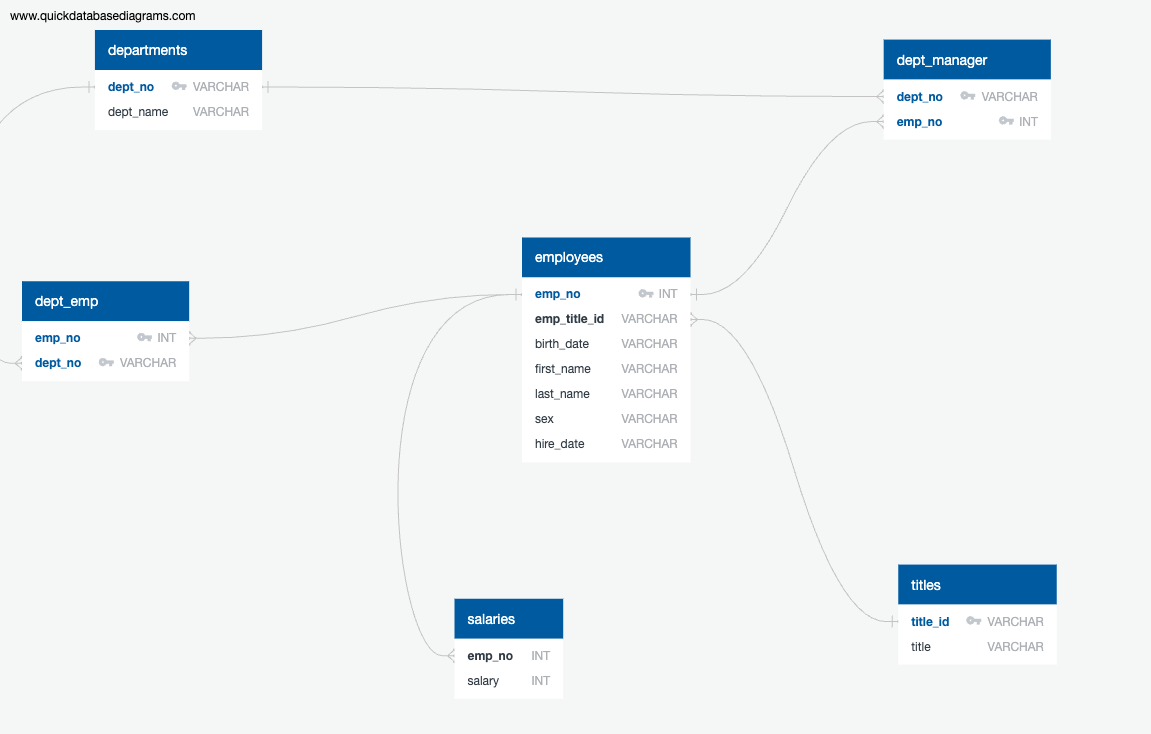 www.quickdatabasediagrams.com
departments
dept_no VARCHAR
dept_name VARCHAR
dept_manager
dept_no VARCHAR
emp_no INT
employees
emp_no INT
emp_title_id VARCHAR
birth_date VARCHAR
first_name VARCHAR
last_name VARCHAR
sex VARCHAR
hire_date VARCHAR
dept_emp
emp_no INT
dept_no VARCHAR
salaries
emp_no INT
salary INT
titles
title_id VARCHAR
title VARCHAR